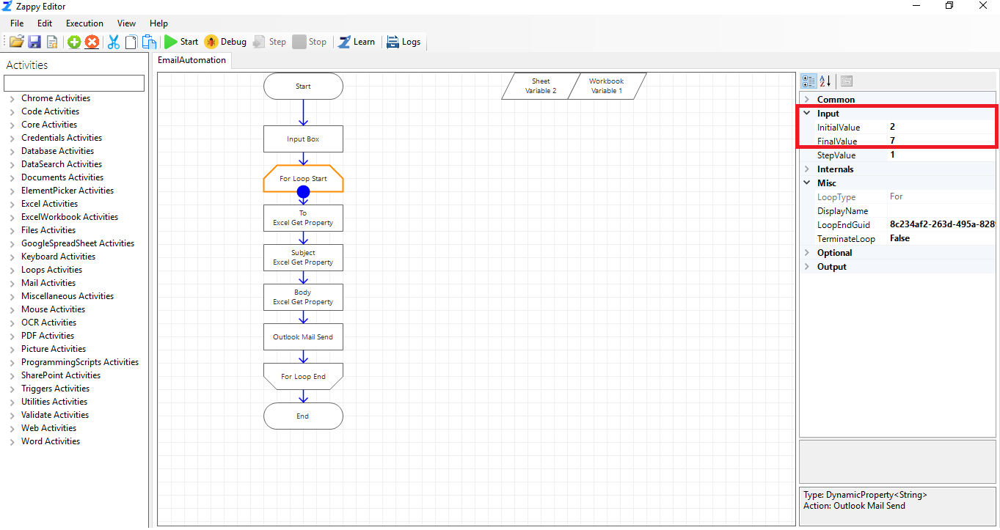 Zappy Editor
File Edit Execution View Help
Start Debug Step Stop Learn Logs
Activities
Chrome Activities
Code Activities
Core Activities
Credentials Activities
Database Activities
DataSearch Activities
Documents Activities
ElementPicker Activities
Excel Activities
ExcelWorkbook Activities
Files Activities
GoogleSpreadSheet Activities
Keyboard Activities
Loops Activities
Mail Activities
Miscellaneous Activities
Mouse Activities
OCR Activities
PDF Activities
Picture Activities
ProgrammingScripts Activities
SharePoint Activities
Triggers Activities
Utilities Activities
Validate Activities
Web Activities
Word Activities
EmailAutomation
Start
Input Box
For Loop Start
To
Excel Get Property
Subject
Excel Get Property
Body
Excel Get Property
Outlook Mail Send
For Loop End
End
Sheet
Variable 2
Workbook
Variable 1
Common
Input
InitialValue 2
FinalValue 7
StepValue 1
Internals
Misc
LoopType For
DisplayName
LoopEndGuid 8c234af2-263d-495a-828
TerminateLoop False
Optional
Output
Type: DynamicProperty<String>
Action: Outlook Mail Send